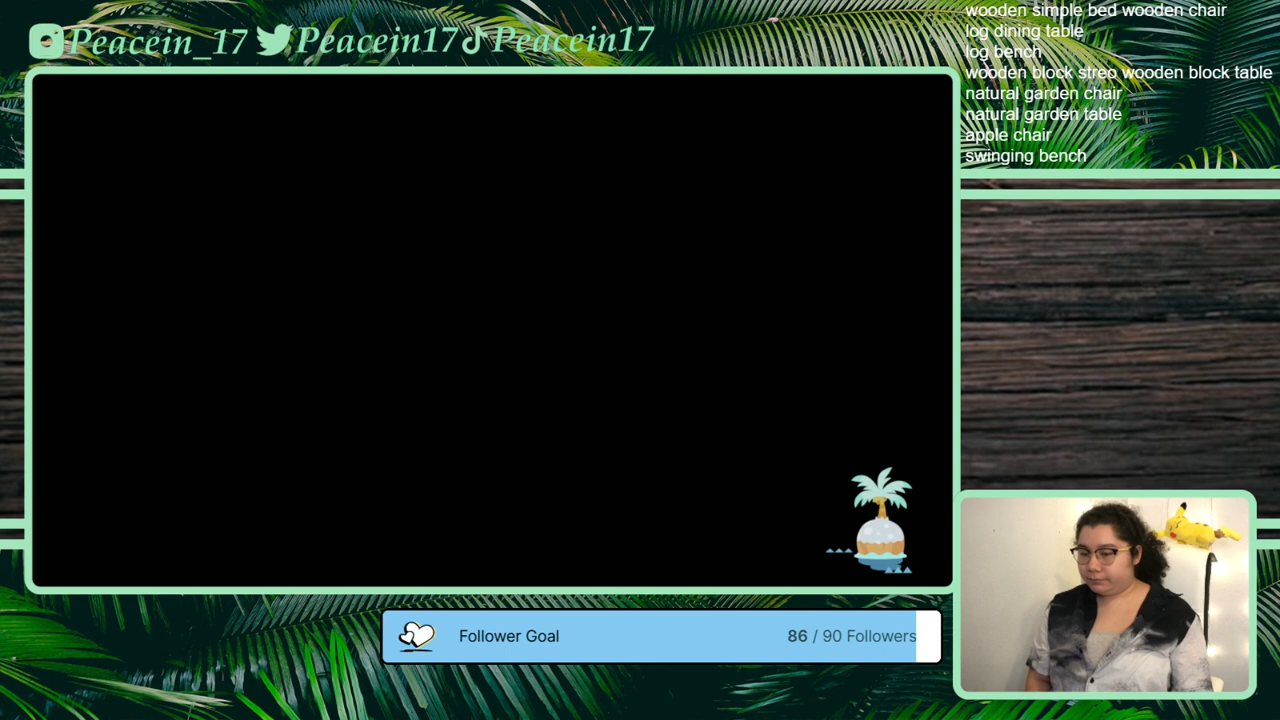 Peacein_17 Peacein17 Peacein17
wooden simple bed wooden chair
log dining table
log bench
wooden block streo wooden block table
natural garden chair
natural garden table
apple chair
swinging bench
Follower Goal 86 / 90 Followers